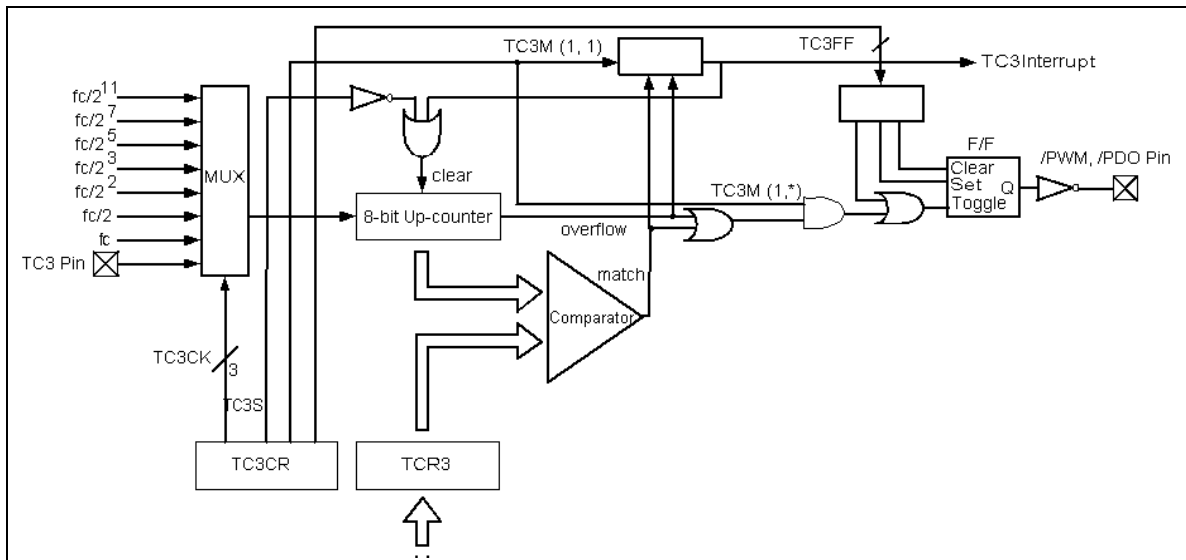 TC3FF
TC3M (1, 1)
TC3Interrupt
fc/2^11
fc/2^7
fc/2^5
fc/2^3
fc/2^2
fc/2
fc
TC3 Pin
MUX
clear
8-bit Up-counter
overflow
TC3M (1,*)
F/F
Clear
Set
Q
Toggle
/PWM, /PDO Pin
match
Comparator
TC3CK
3
TC3S
TC3CR
TCR3